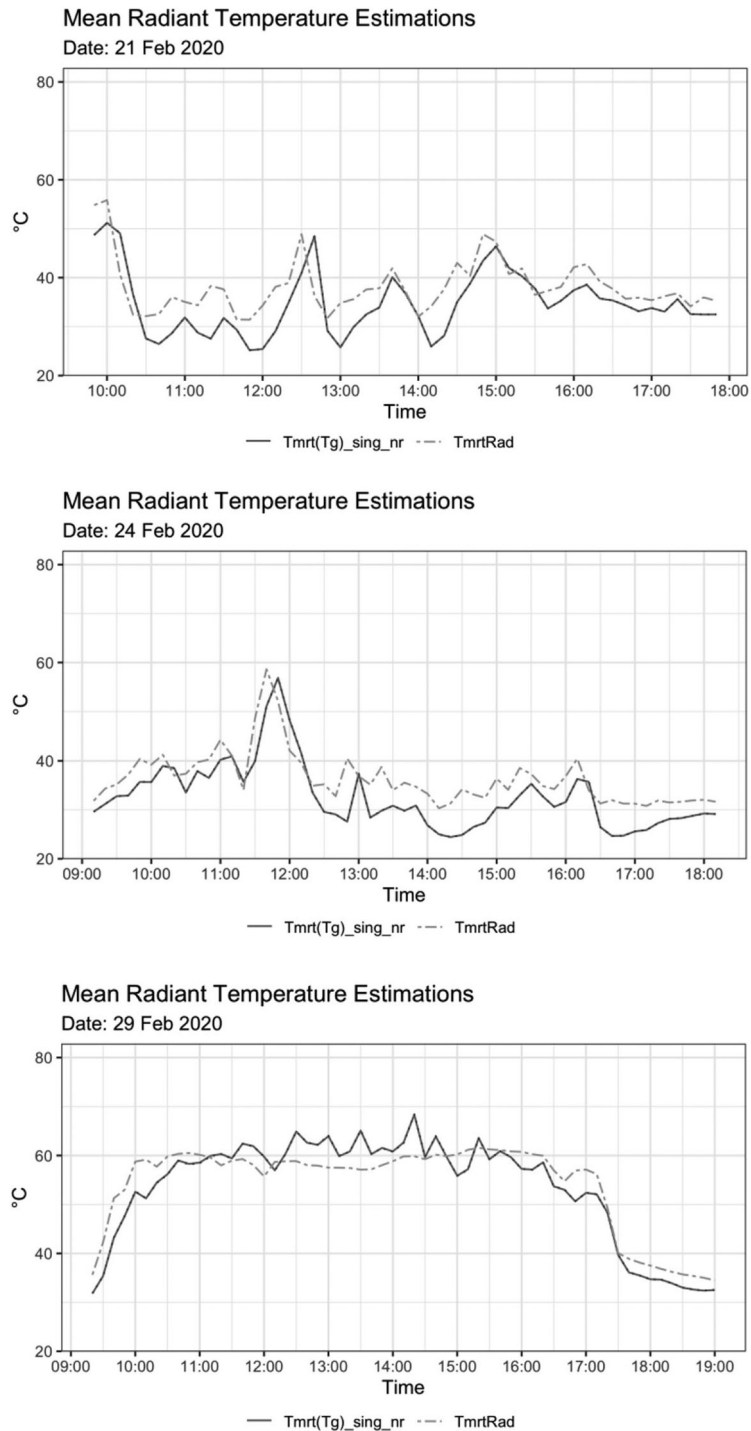 Mean Radiant Temperature Estimations
Date: 21 Feb 2020
80
60
40
20
°C
10:00 11:00 12:00 13:00 14:00 15:00 16:00 17:00 18:00
Time
Tmrt(Tg)_sing_nr TmrtRad
Mean Radiant Temperature Estimations
Date: 24 Feb 2020
80
60
40
20
°C
09:00 10:00 11:00 12:00 13:00 14:00 15:00 16:00 17:00 18:00
Time
Tmrt(Tg)_sing_nr TmrtRad
Mean Radiant Temperature Estimations
Date: 29 Feb 2020
80
60
40
20
°C
09:00 10:00 11:00 12:00 13:00 14:00 15:00 16:00 17:00 18:00 19:00
Time
Tmrt(Tg)_sing_nr TmrtRad